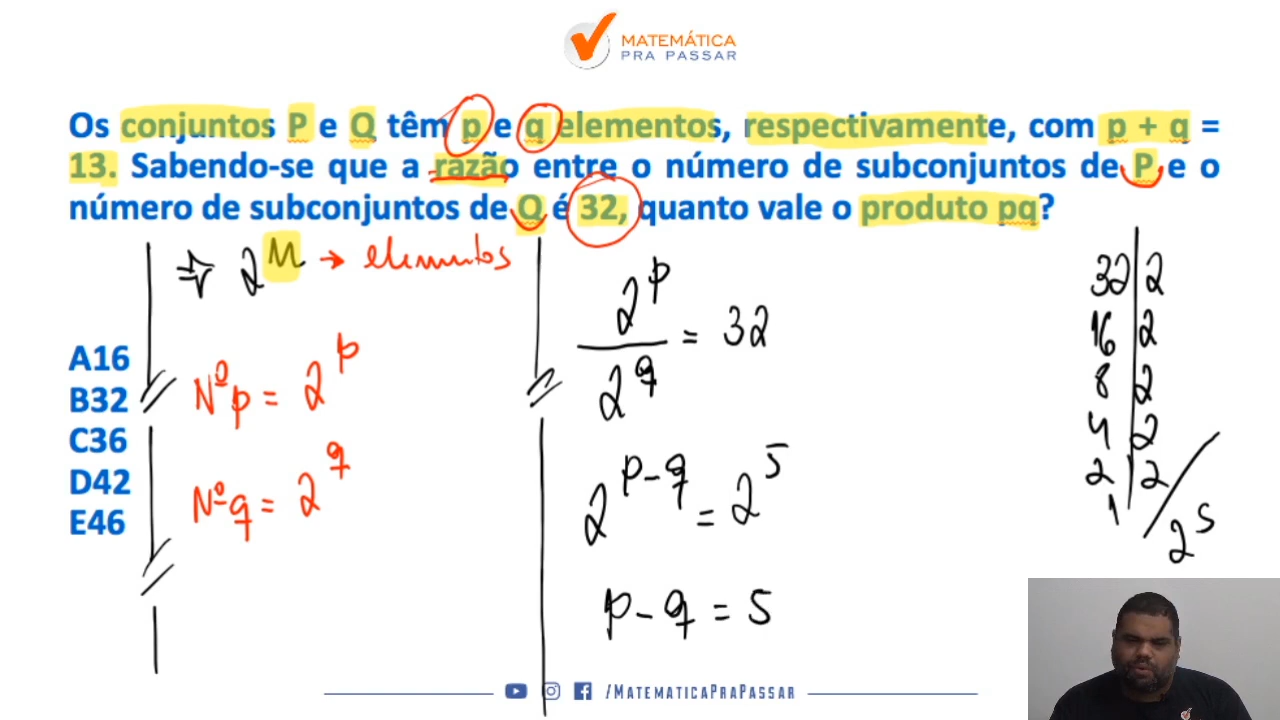 MATEMÁTICA
PRA PASSAR
Os conjuntos P e Q têm p e q elementos, respectivamente, com p + q =
13. Sabendo-se que a razão entre o número de subconjuntos de P e o
número de subconjuntos de Q é 32, quanto vale o produto pq?
⇒ 2^n → elementos
A16
B32
C36
D42
E46
Nº p = 2^p
Nº q = 2^q
2^p / 2^q = 32
2^(p-q) = 2^5
p - q = 5
32 | 2
16 | 2
8 | 2
4 | 2
2 | 2
1 / 2^5
/MATEMATICAPRAPASSAR